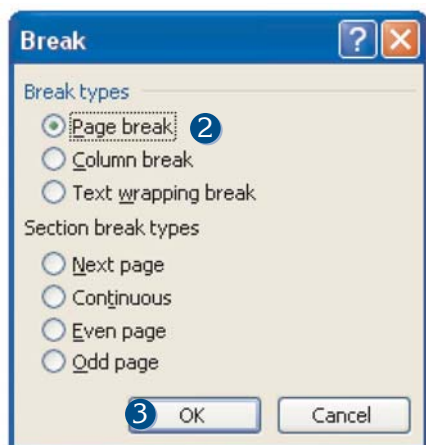 Break ?
Break types
Page break 2
Column break
Text wrapping break
Section break types
Next page
Continuous
Even page
Odd page
3 OK Cancel